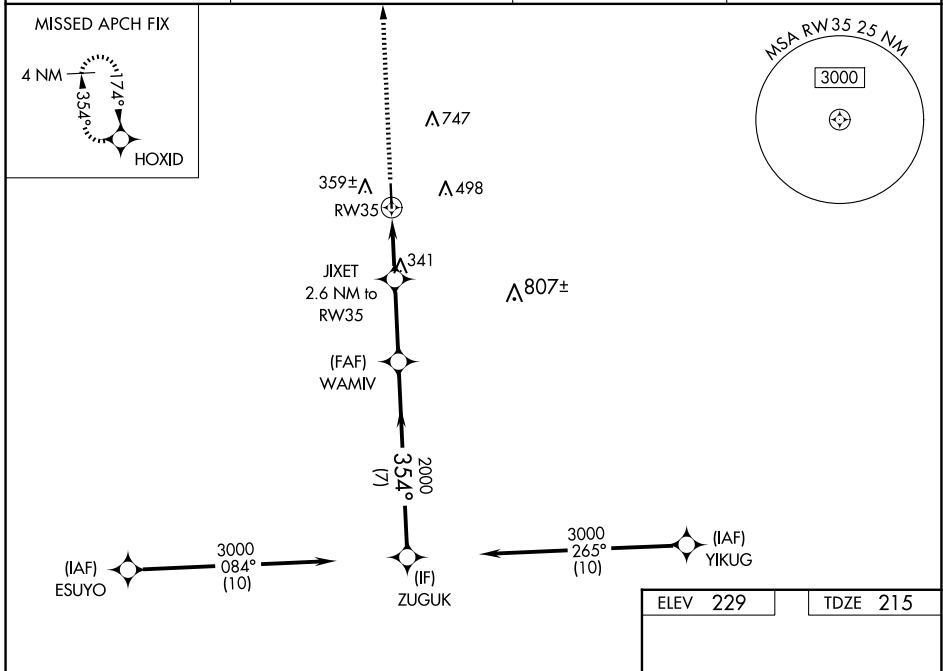 MISSED APCH FIX
4 NM
174°
354°
HOXID
MSA RW35 25 NM
3000
747
359±
498
RW35
341
JIXET
2.6 NM to
RW35
807±
(FAF)
WAMIV
2000
354°
(7)
(IAF)
ESUYO
3000
084°
(10)
(IF)
ZUGUK
3000
265°
(10)
(IAF)
YIKUG
ELEV 229
TDZE 215